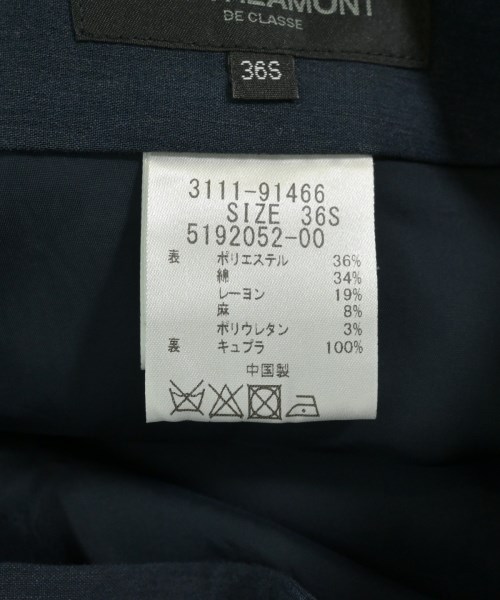 DE CLASSE
36S
3111-91466
SIZE 36S
5192052-00
表 ポリエステル 36%
綿 34%
レーヨン 19%
麻 8%
ポリウレタン 3%
裏 キュプラ 100%
中国製